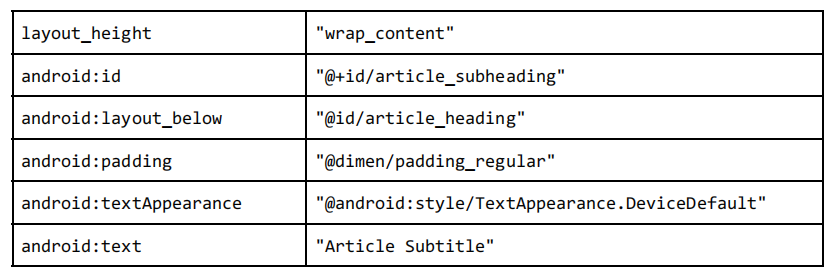 layout_height "wrap_content"
android:id "@+id/article_subheading"
android:layout_below "@id/article_heading"
android:padding "@dimen/padding_regular"
android:textAppearance "@android:style/TextAppearance.DeviceDefault"
android:text "Article Subtitle"